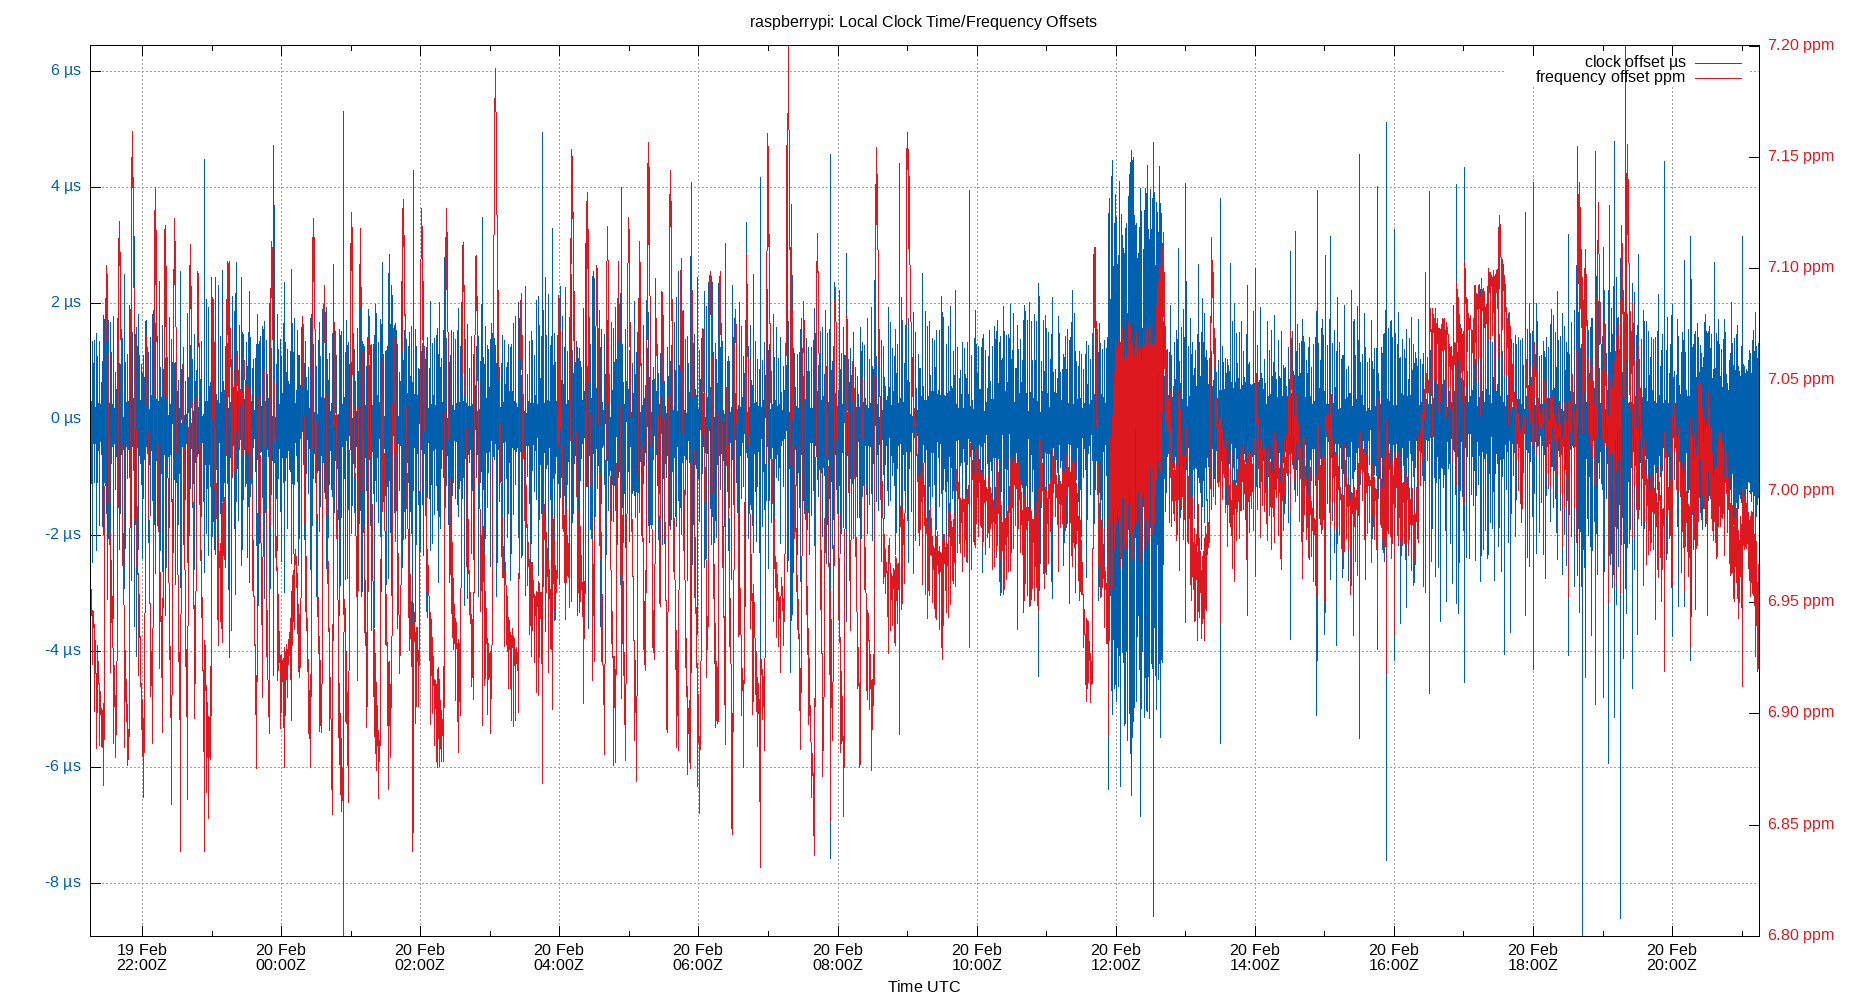 raspberrypi: Local Clock Time/Frequency Offsets
clock offset µs
frequency offset ppm
6 µs
4 µs
2 µs
0 µs
-2 µs
-4 µs
-6 µs
-8 µs
7.20 ppm
7.15 ppm
7.10 ppm
7.05 ppm
7.00 ppm
6.95 ppm
6.90 ppm
6.85 ppm
6.80 ppm
19 Feb 20 Feb 20 Feb 20 Feb 20 Feb 20 Feb 20 Feb 20 Feb 20 Feb 20 Feb 20 Feb 20 Feb
22:00Z 00:00Z 02:00Z 04:00Z 06:00Z 08:00Z 10:00Z 12:00Z 14:00Z 16:00Z 18:00Z 20:00Z
Time UTC